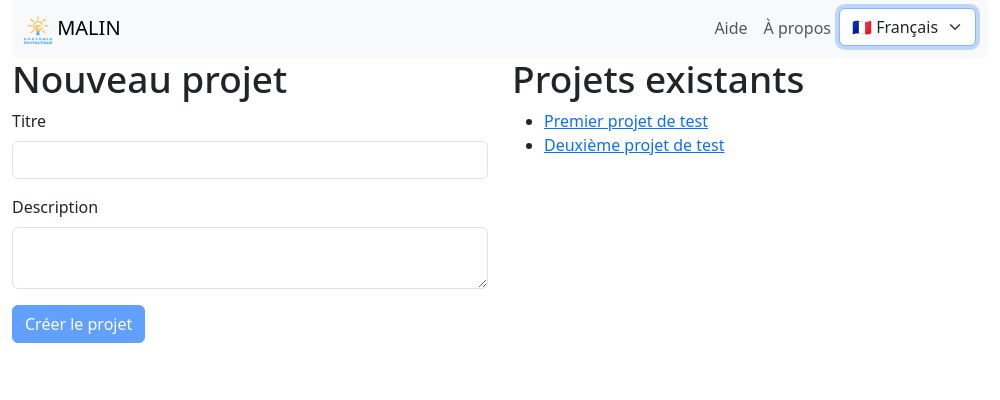 MALIN
Aide
À propos
🇫🇷 Français
Nouveau projet
Titre
Description
Créer le projet
Projets existants
Premier projet de test
Deuxième projet de test